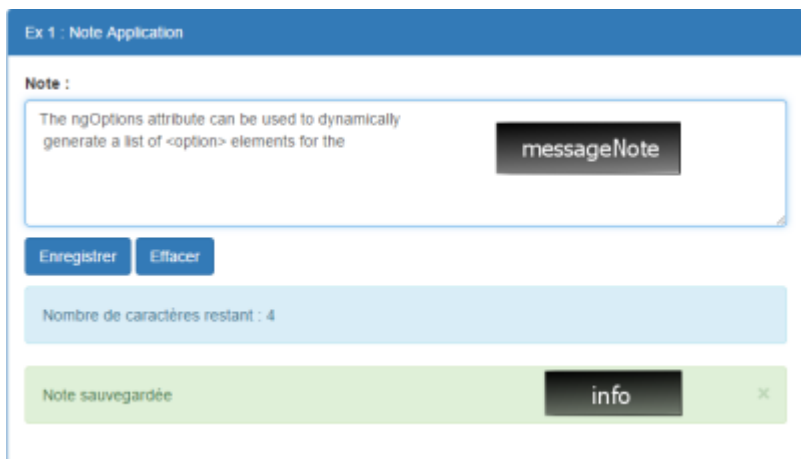 Ex 1 : Note Application
Note :
The ngOptions attribute can be used to dynamically
generate a list of <option> elements for the
messageNote
Enregistrer Effacer
Nombre de caractères restant : 4
Note sauvegardée
info ×